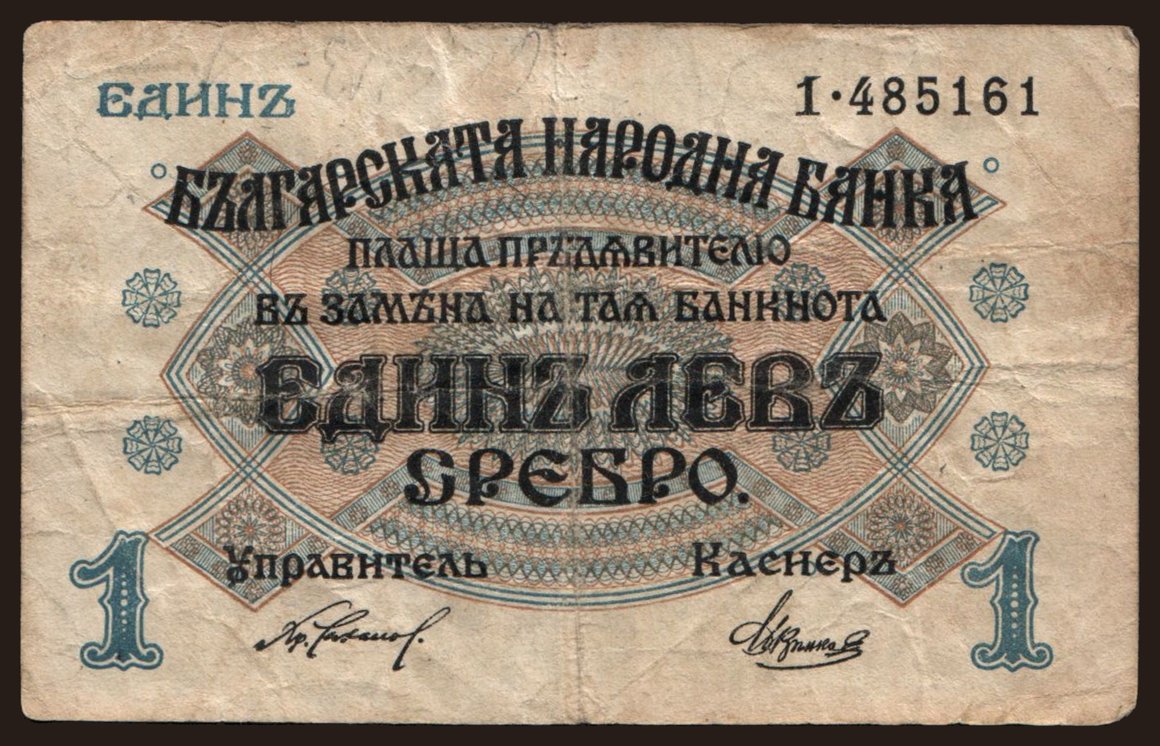 ЕДИНЪ
1·485161
БЪЛГАРСКАТА НАРОДНА БАНКА
ПЛАЩА ПРѢДЯВИТЕЛЮ
ВЪ ЗАМѢНА НА ТАЯ БАНКНОТА
ЕДИНЪ ЛЕВЪ
СРЕБРО.
Управитель
Касиеръ
1
1